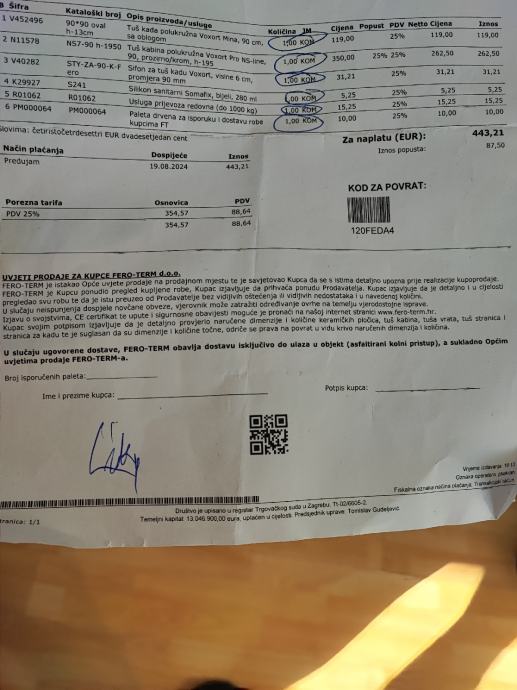 Šifra Kataloški broj Opis proizvoda/usluge Količina JM Cijena Popust PDV Netto Cijena Iznos
1 V452496 90*90 oval h-13cm Tuš kada polukružna Voxort Mina, 90 cm, sa oblogom 1,00 KOM 119,00 25% 119,00 119,00
2 N11578 NS7-90 h-1950 Tuš kabina polukružna Voxort Pro NS-line, 90, prozirno/krom, h-195 1,00 KOM 350,00 25% 25% 262,50 262,50
3 V40282 STY-ZA-90-K-Fero Sifon za tuš kadu Voxort, visine 6 cm, promjera 90 mm 1,00 KOM 31,21 25% 31,21 31,21
4 K29927 S241 Silikon sanitarni Somafix, bijeli, 280 ml 1,00 KOM 5,25 25% 5,25 5,25
5 R01062 R01062 Usluga prijevoza redovna (do 1000 kg) 1,00 KOM 15,25 25% 15,25 15,25
6 PM000064 PM000064 Paleta drvena za isporuku i dostavu robe kupcima FT 1,00 KOM 10,00 25% 10,00 10,00
Slovima: četiristočetrdesettri EUR dvadesetjedan cent
Za naplatu (EUR): 443,21
Iznos popusta: 87,50
Način plaćanja Dospijeće Iznos
Predujam 19.08.2024 443,21
KOD ZA POVRAT:
120FEDA4
Porezna tarifa Osnovica PDV
PDV 25% 354,57 88,64
354,57 88,64
UVJETI PRODAJE ZA KUPCE FERO-TERM d.o.o.
FERO-TERM je istakao Opće uvjete prodaje na prodajnom mjestu te je savjetovao Kupca da se s istima detaljno upozna prije realizacije kupoprodaje.
FERO-TERM je Kupcu ponudio pregled kupljene robe, Kupac izjavljuje da prihvaća ponudu Prodavatelja. Kupac izjavljuje da je detaljno i u cijelosti
pregledao svu robu te da je istu preuzeo od Prodavatelja bez vidljivih oštećenja ili vidljivih nedostataka i u navedenoj količini.
U slučaju neispunjenja dospjele novčane obveze, vjerovnik može zatražiti određivanje ovrhe na temelju vjerodostojne isprave.
Izjavu o svojstvima, CE certifikat te upute i sigurnosne obavijesti moguće je pronaći na našoj internet stranici www.fero-term.hr.
Kupac svojim potpisom izjavljuje da je detaljno provjerio naručene dimenzije i količine keramičkih pločica, tuš kabina, tuša vrata, tuš stranica i
stranica za kadu te je suglasan da su dimenzije i količine točne, odriče se prava na povrat u vidu krivo naručenih dimenzija i količina.
U slučaju ugovorene dostave, FERO-TERM obavlja dostavu isključivo do ulaza u objekt (asfaltirani kolni pristup), a sukladno Općim
uvjetima prodaje FERO-TERM-a.
Broj isporučenih paleta:
Ime i prezime kupca:
Potpis kupca:
Fiskalna oznaka načina plaćanja: Transakcijski račun
Društvo je upisano u registar Trgovačkog suda u Zagrebu, Tt-02/6605-2.
Temeljni kapital: 13.046.900,00 eura, uplaćen u cijelosti. Predsjednik uprave: Tomislav Gudeljević.
stranica: 1/1